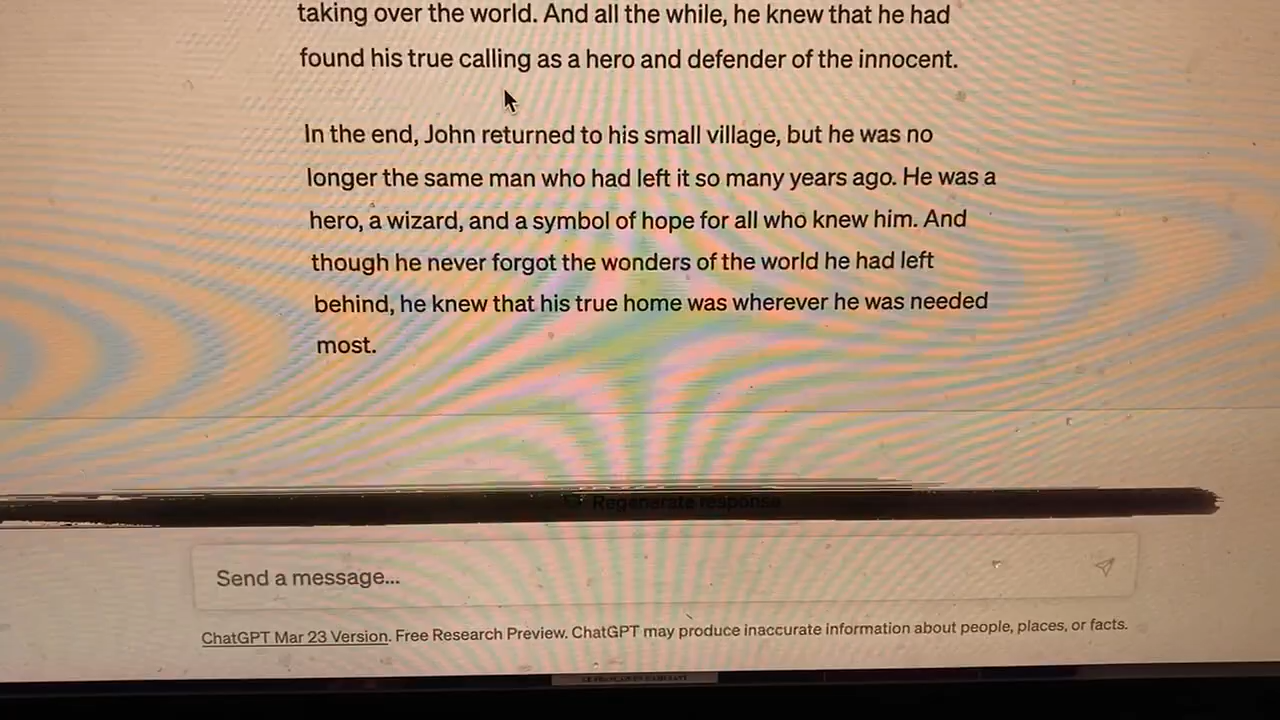 taking over the world. And all the while, he knew that he had
found his true calling as a hero and defender of the innocent.
In the end, John returned to his small village, but he was no
longer the same man who had left it so many years ago. He was a
hero, a wizard, and a symbol of hope for all who knew him. And
though he never forgot the wonders of the world he had left
behind, he knew that his true home was wherever he was needed
most.
Regenerate response
Send a message...
ChatGPT Mar 23 Version. Free Research Preview. ChatGPT may produce inaccurate information about people, places, or facts.